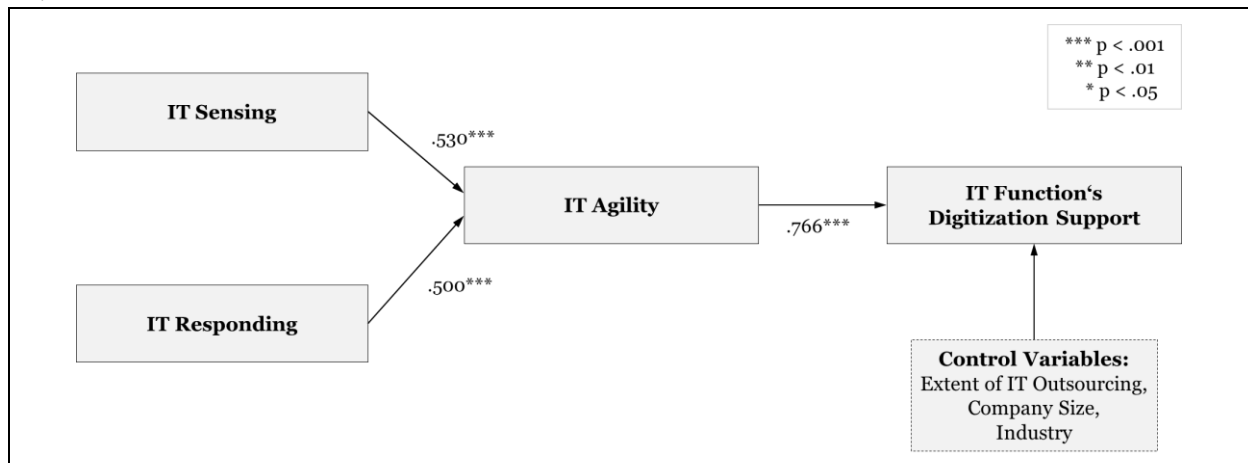 *** p < .001
** p < .01
* p < .05
IT Sensing
.530***
IT Agility
.766***
IT Function‘s
Digitization Support
.500***
IT Responding
Control Variables:
Extent of IT Outsourcing,
Company Size,
Industry